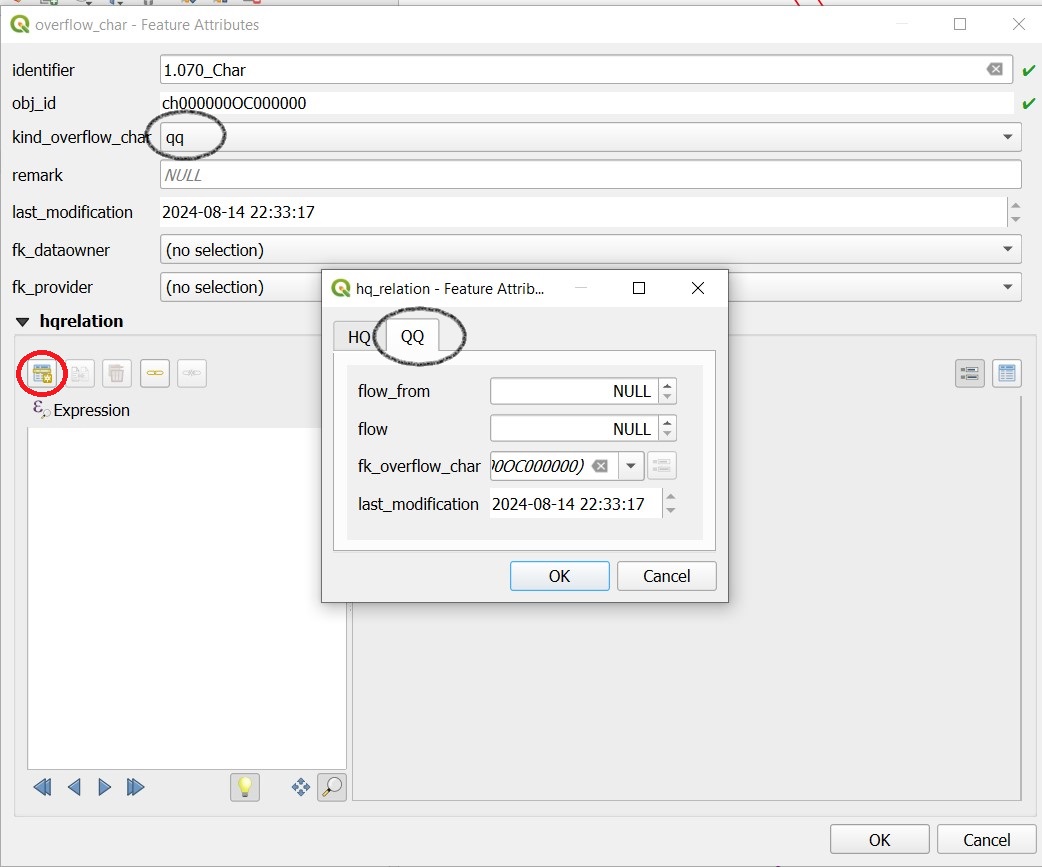 overflow_char - Feature Attributes
identifier 1.070_Char
obj_id ch000000OC000000
kind_overflow_char qq
remark NULL
last_modification 2024-08-14 22:33:17
fk_dataowner (no selection)
fk_provider (no selection)
hqrelation
Expression
hq_relation - Feature Attrib...
HQ QQ
flow_from NULL
flow NULL
fk_overflow_char 00OC000000)
last_modification 2024-08-14 22:33:17
OK Cancel
OK Cancel